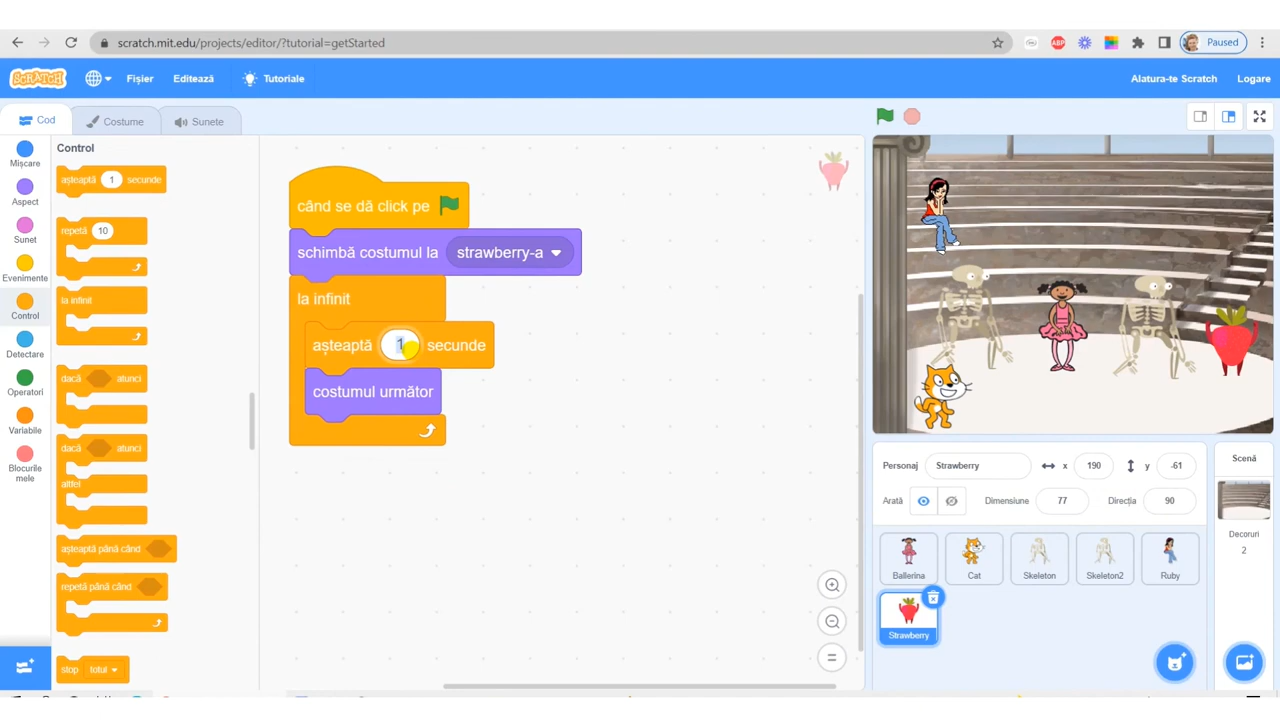 scratch.mit.edu/projects/editor/?tutorial=getStarted
ABP
Paused
SCRATCH
Fișier
Editează
Tutoriale
Alatura-te Scratch
Logare
Cod
Costume
Sunete
Mișcare
Aspect
Sunet
Evenimente
Control
Detectare
Operatori
Variabile
Blocurile mele
Control
așteaptă 1 secunde
repetă 10
la infinit
dacă atunci
dacă atunci
altfel
așteaptă până când
repetă până când
stop totul
când se dă click pe
schimbă costumul la strawberry-a
la infinit
așteaptă 1 secunde
costumul următor
Personaj Strawberry x 190 y -61
Arată Dimensiune 77 Direcția 90
Ballerina
Cat
Skeleton
Skeleton2
Ruby
Strawberry
Scenă
Decoruri
2